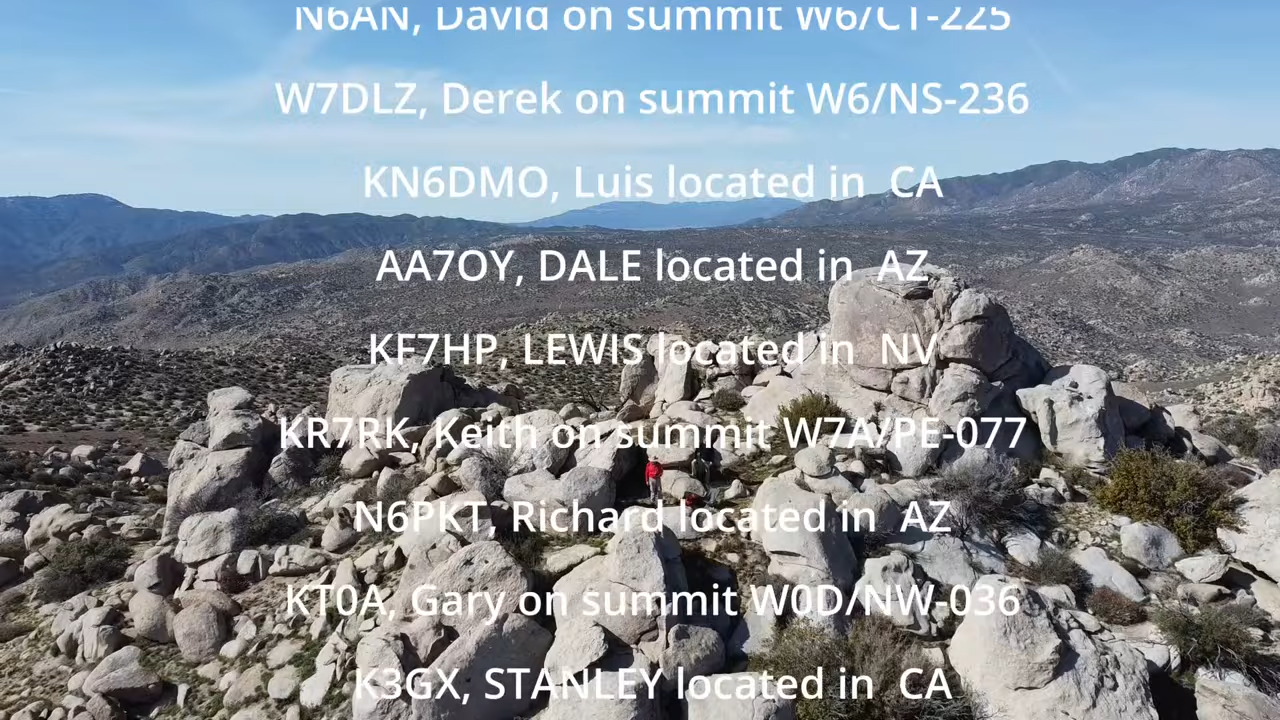 N6AN, David on summit W6/CT-225
W7DLZ, Derek on summit W6/NS-236
KN6DMO, Luis located in CA
AA7OY, DALE located in AZ
KF7HP, LEWIS located in NV
KR7RK, Keith on summit W7A/PE-077
N6PKT, Richard located in AZ
KT0A, Gary on summit W0D/NW-036
K3GX, STANLEY located in CA